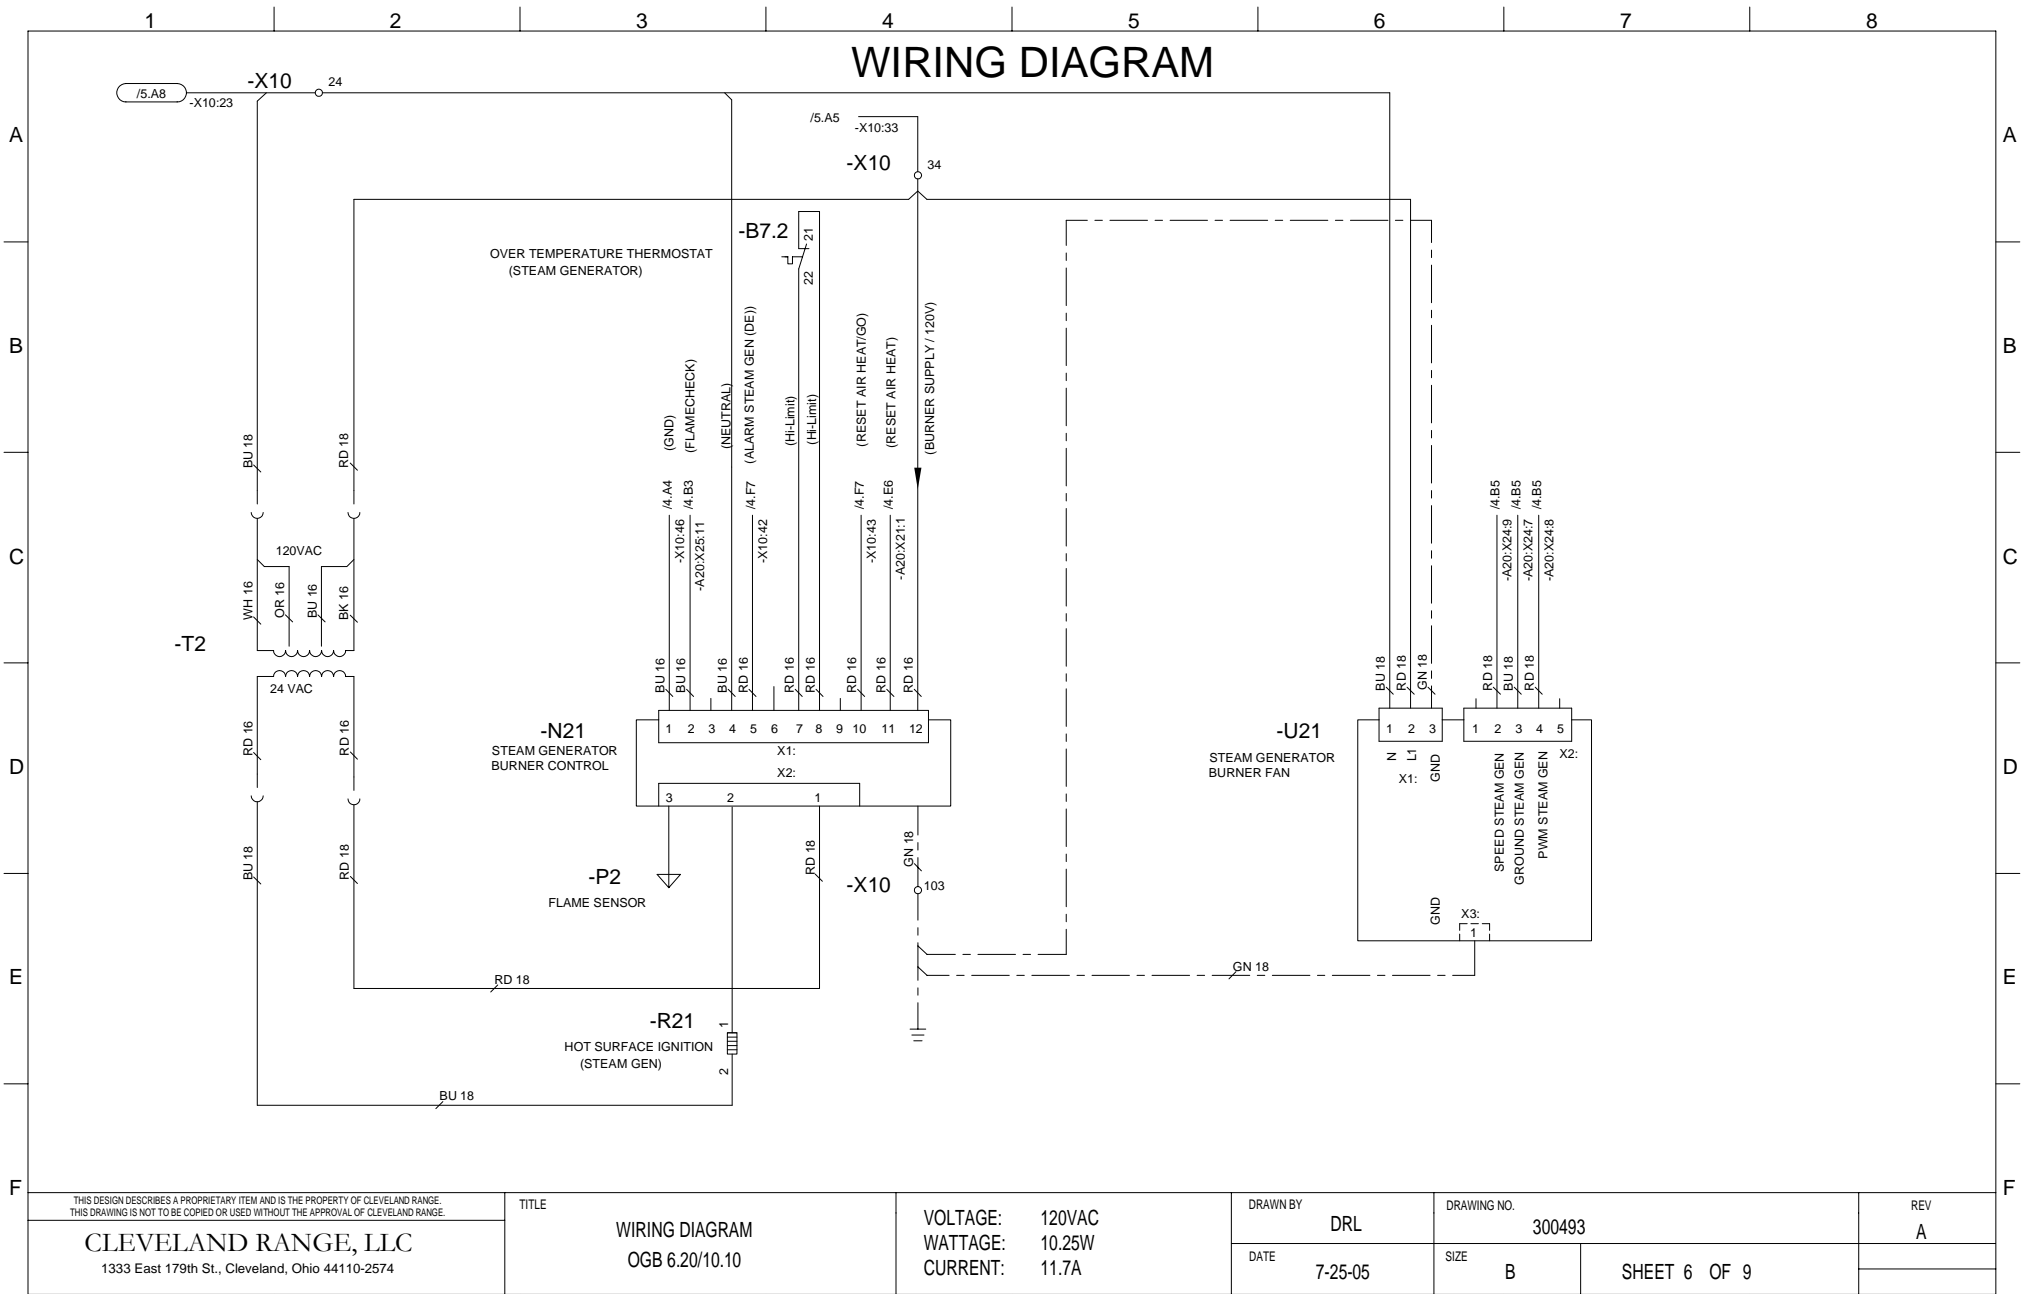 1 2 3 4 5 6 7 8
WIRING DIAGRAM
/5.A8
-X10:23
-X10
24
/5.A5
-X10:33
-X10
34
A
A
-B7.2
21
22
OVER TEMPERATURE THERMOSTAT
(STEAM GENERATOR)
B
B
(GND)
(FLAMECHECK)
(NEUTRAL)
(ALARM STEAM GEN (DE))
(Hi-Limit)
(Hi-Limit)
(RESET AIR HEAT/GO)
(RESET AIR HEAT)
(BURNER SUPPLY / 120V)
BU 18
RD 18
/4.A4
-X10:46
/4.B3
-A20:X25:11
/4.F7
-X10:42
/4.F7
-X10:43
/4.E6
-A20:X21:1
/4.B5
-A20:X24:9
/4.B5
-A20:X24:7
/4.B5
-A20:X24:8
C
C
120VAC
WH 16
OR 16
BU 16
BK 16
-T2
24 VAC
BU 16
BU 16
BU 16
RD 16
RD 16
RD 16
RD 16
RD 16
RD 16
BU 18
RD 18
GN 18
RD 18
BU 18
RD 18
RD 16
RD 16
-N21
STEAM GENERATOR
BURNER CONTROL
1 2 3 4 5 6 7 8 9 10 11 12
X1:
X2:
3 2 1
-U21
STEAM GENERATOR
BURNER FAN
1 2 3
N
L1
GND
X1:
1 2 3 4 5
X2:
SPEED STEAM GEN
GROUND STEAM GEN
PWM STEAM GEN
D
D
BU 18
RD 18
RD 18
GN 18
-P2
FLAME SENSOR
-X10
103
GND
X3:
1
E
E
RD 18
GN 18
-R21
1
HOT SURFACE IGNITION
(STEAM GEN)
2
BU 18
F
F
THIS DESIGN DESCRIBES A PROPRIETARY ITEM AND IS THE PROPERTY OF CLEVELAND RANGE.
THIS DRAWING IS NOT TO BE COPIED OR USED WITHOUT THE APPROVAL OF CLEVELAND RANGE.
CLEVELAND RANGE, LLC
1333 East 179th St., Cleveland, Ohio 44110-2574
TITLE
WIRING DIAGRAM
OGB 6.20/10.10
VOLTAGE: 120VAC
WATTAGE: 10.25W
CURRENT: 11.7A
DRAWN BY
DRL
DATE
7-25-05
DRAWING NO.
300493
SIZE
B
SHEET 6 OF 9
REV
A